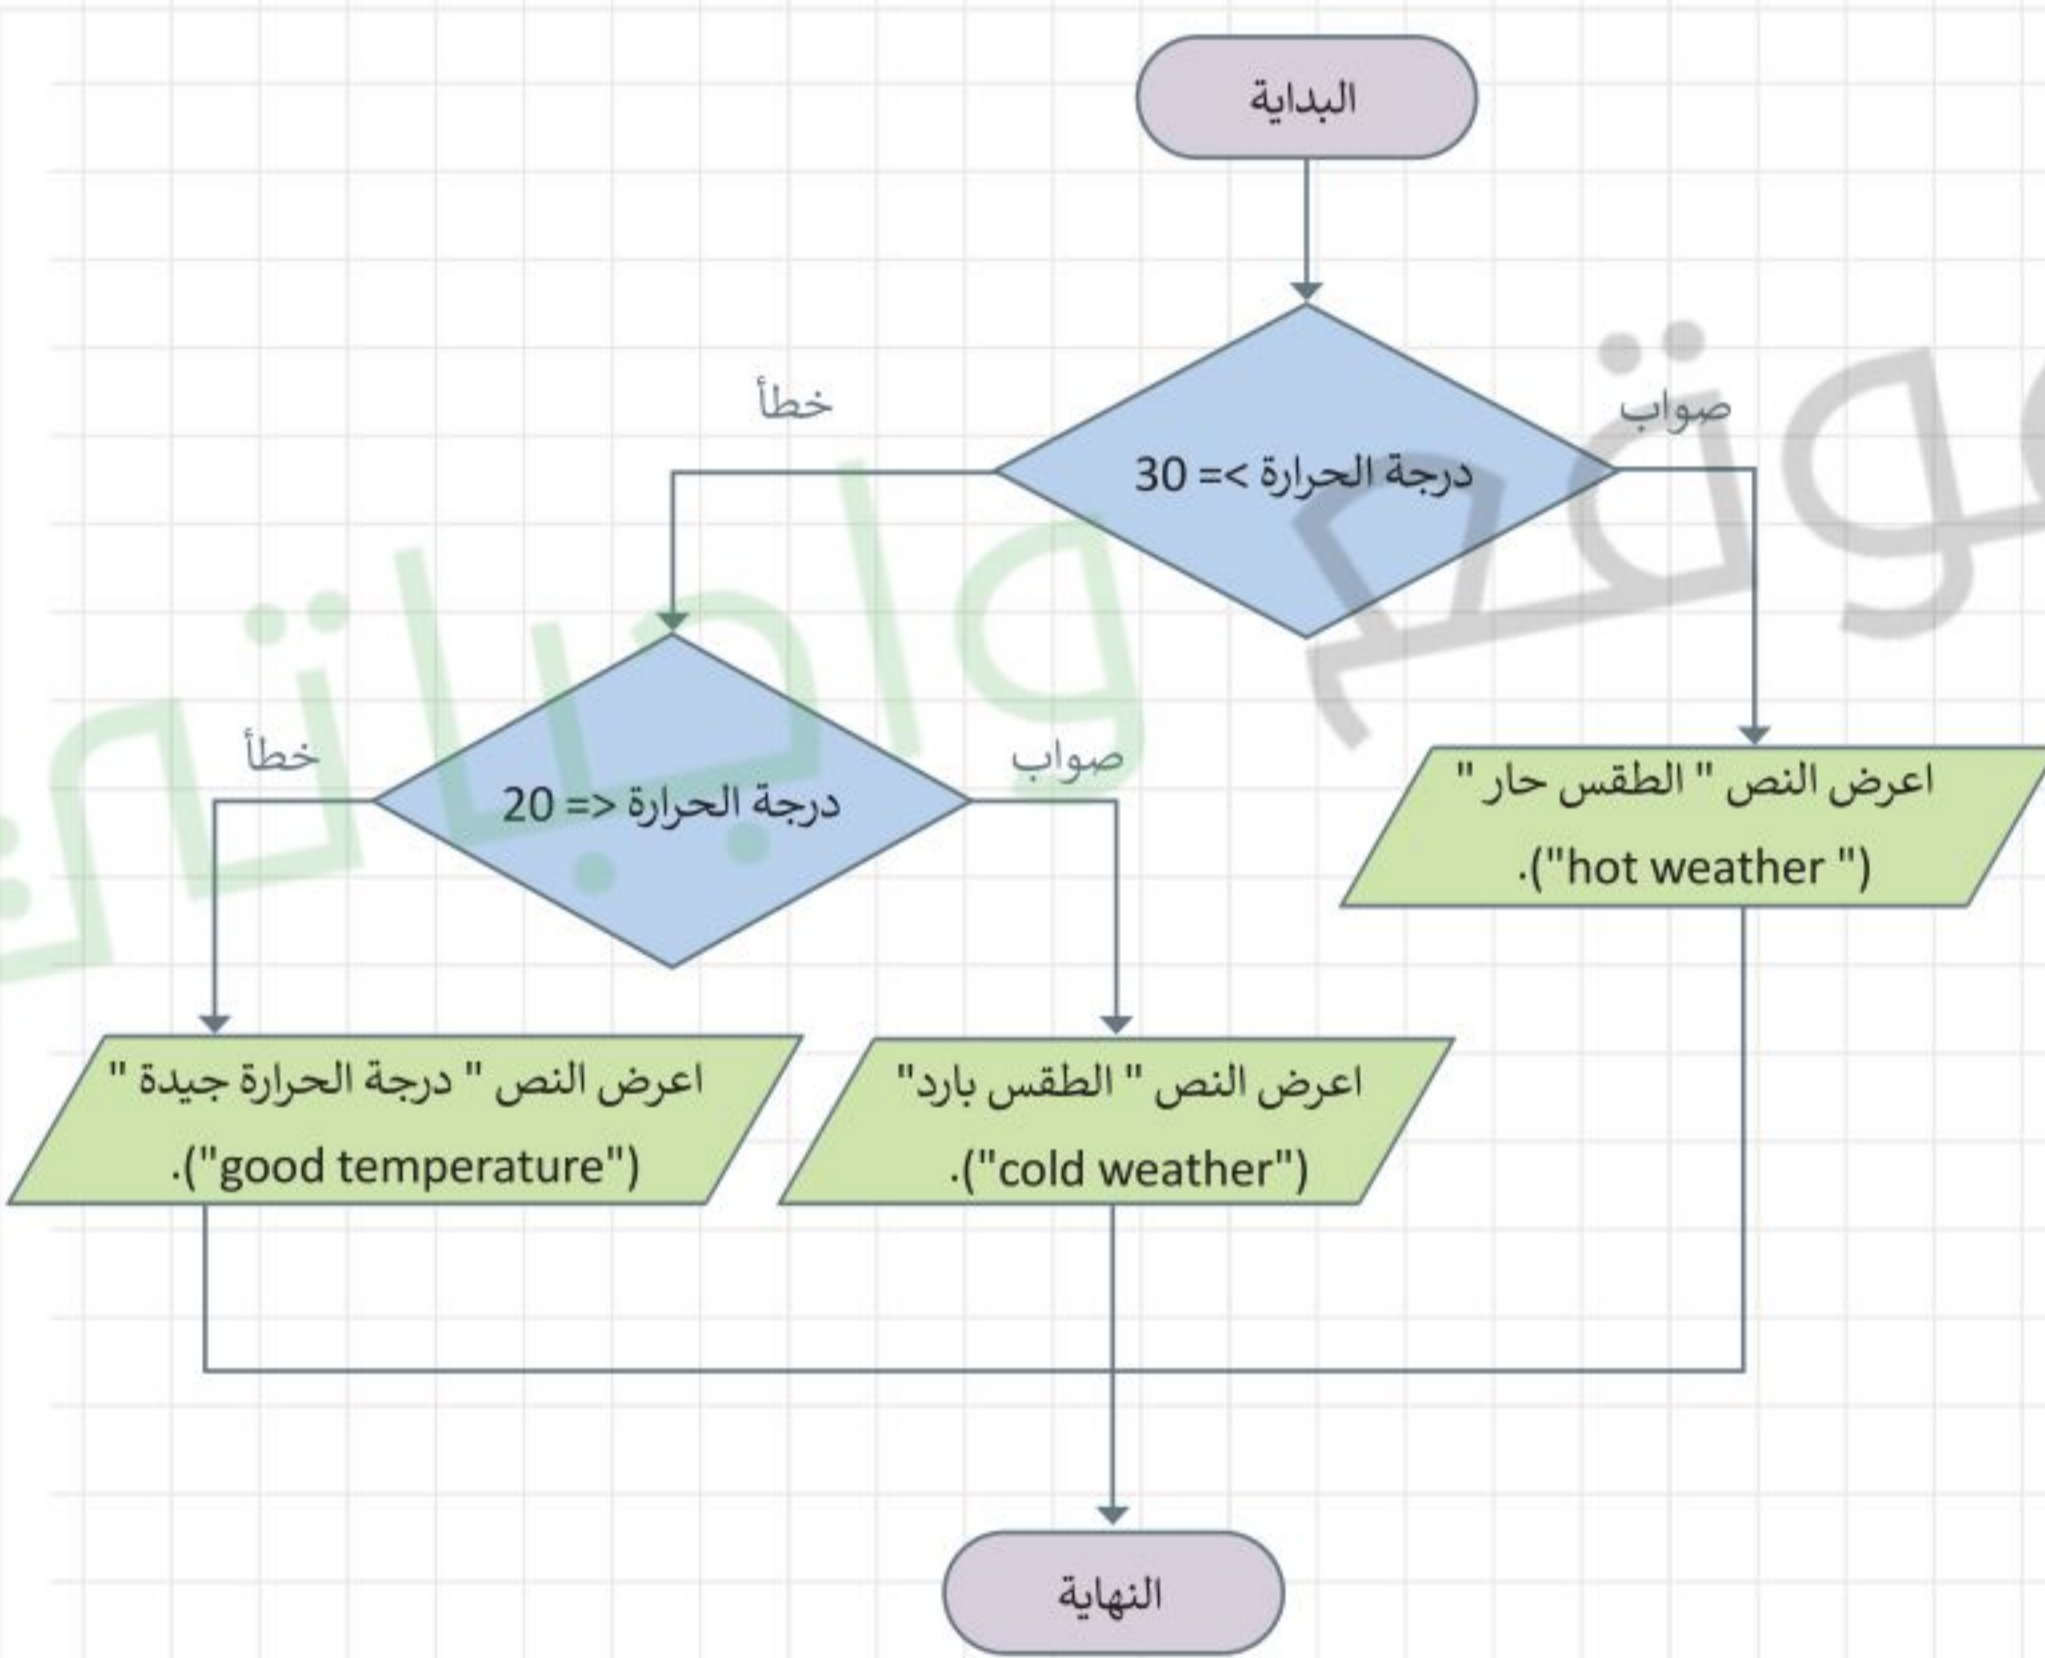 البداية
خطأ
صواب
درجة الحرارة >= 30
خطأ
صواب
درجة الحرارة <= 20
اعرض النص " الطقس حار "
("hot weather ").
اعرض النص " الطقس بارد"
("cold weather").
اعرض النص " درجة الحرارة جيدة "
("good temperature").
النهاية